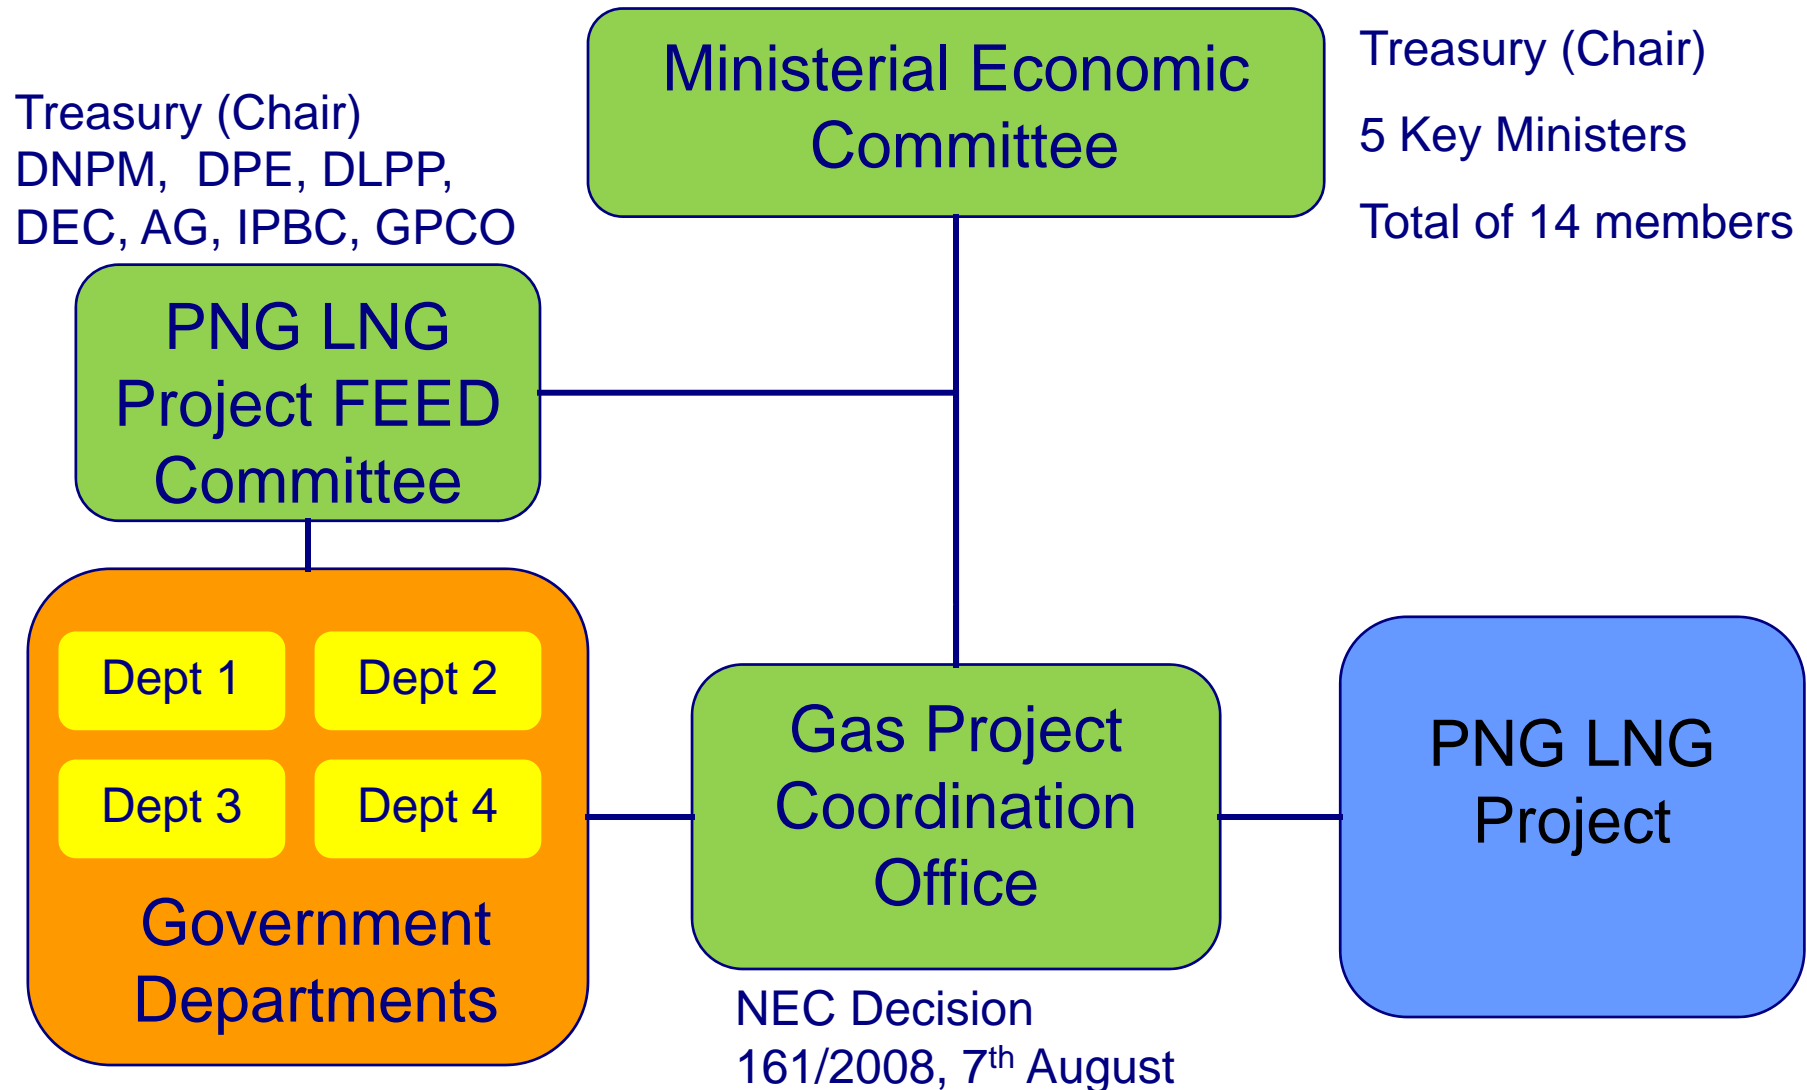 Ministerial Economic
Committee
Treasury (Chair)
5 Key Ministers
Total of 14 members
Treasury (Chair)
DNPM, DPE, DLPP,
DEC, AG, IPBC, GPCO
PNG LNG
Project FEED
Committee
Dept 1
Dept 2
Dept 3
Dept 4
Government
Departments
Gas Project
Coordination
Office
NEC Decision
161/2008, 7th August
PNG LNG
Project